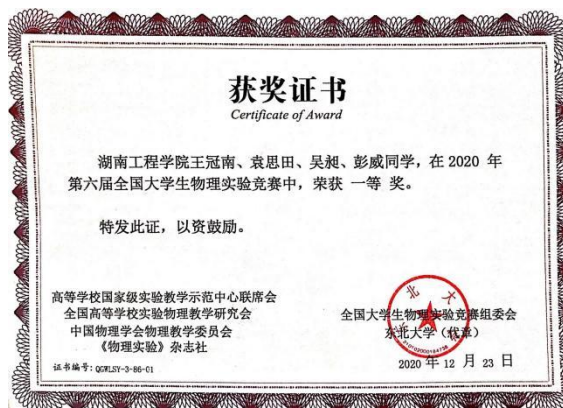 获奖证书
Certificate of Award
湖南工程学院王冠南、袁思田、吴昶、彭威同学，在 2020 年
第六届全国大学生物理实验竞赛中，荣获 一等 奖。
特发此证，以资鼓励。
高等学校国家级实验教学示范中心联席会
全国高等学校实验物理教学研究会
中国物理学会物理教学委员会
《物理实验》杂志社
证书编号：QGWLSY-3-86-01
全国大学生物理实验竞赛组委会
东北大学（代章）
2020 年 12 月 23 日